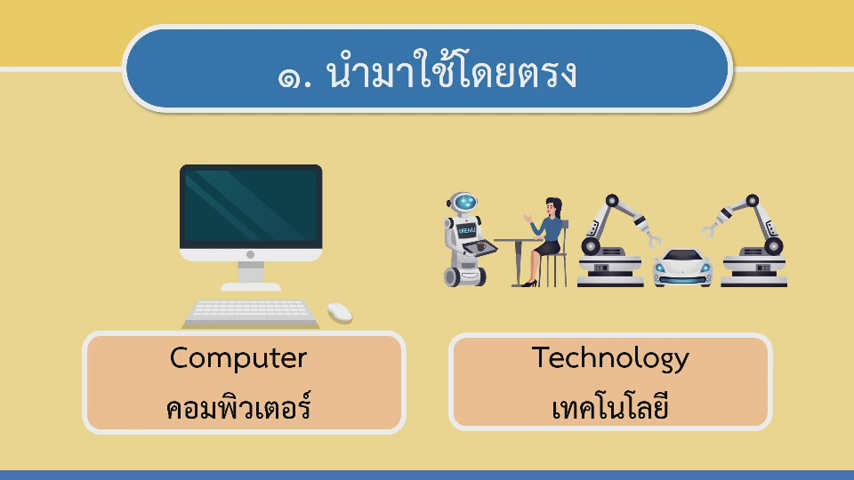 ๑. นำมาใช้โดยตรง
MENU
Computer
คอมพิวเตอร์
Technology
เทคโนโลยี